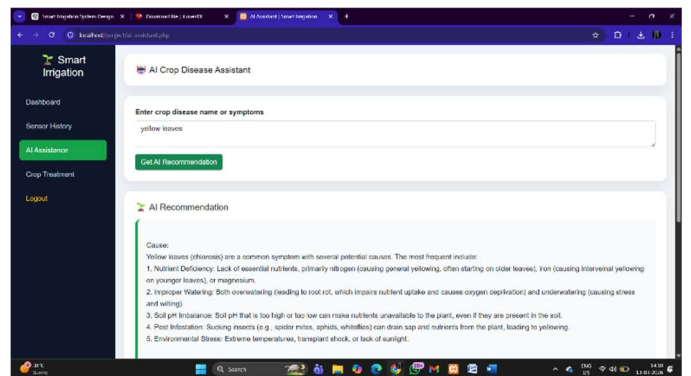 Smart Irrigation System Design
Download file | iLovePDF
AI Assistant | Smart Irrigation
localhost/project/ai_assistant.php
Smart
Irrigation
Dashboard
Sensor History
AI Assistance
Crop Treatment
Logout
AI Crop Disease Assistant
Enter crop disease name or symptoms
yellow leaves
Get AI Recommendation
AI Recommendation
Cause:
Yellow leaves (chlorosis) are a common symptom with several potential causes. The most frequent include:
1. Nutrient Deficiency: Lack of essential nutrients, primarily nitrogen (causing general yellowing, often starting on older leaves), iron (causing interveinal yellowing
on younger leaves), or magnesium.
2. Improper Watering: Both overwatering (leading to root rot, which impairs nutrient uptake and causes oxygen deprivation) and underwatering (causing stress
and wilting).
3. Soil pH Imbalance: Soil pH that is too high or too low can make nutrients unavailable to the plant, even if they are present in the soil.
4. Pest Infestation: Sucking insects (e.g., spider mites, aphids, whiteflies) can drain sap and nutrients from the plant, leading to yellowing.
5. Environmental Stress: Extreme temperatures, transplant shock, or lack of sunlight.
Sunny
Search
ENG
US